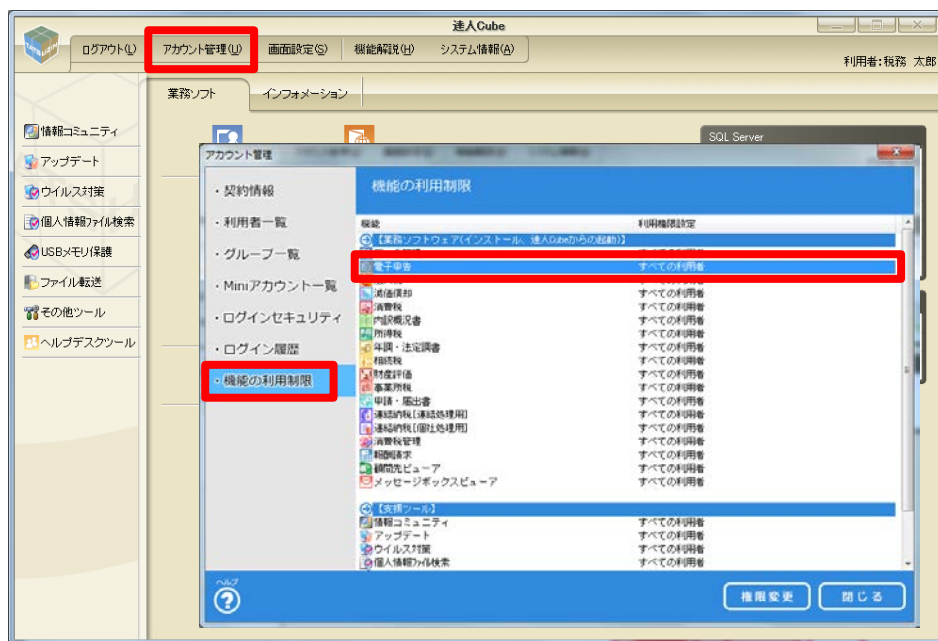 達人Cube
ログアウト(L)
アカウント管理(U)
画面設定(S)
機能解説(H)
システム情報(A)
利用者:税務 太郎
業務ソフト
インフォメーション
情報コミュニティ
アップデート
ウイルス対策
個人情報ファイル検索
USBメモリ保護
ファイル転送
その他ツール
ヘルプデスクツール
SQL Server
アカウント管理
・契約情報
・利用者一覧
・グループ一覧
・Miniアカウント一覧
・ログインセキュリティ
・ログイン履歴
・機能の利用制限
機能の利用制限
機能 利用権限設定
【業務ソフトウェア(インストール、達人Cubeからの起動)】
電子申告 すべての利用者
減価償却 すべての利用者
消費税 すべての利用者
内訳概況書 すべての利用者
所得税 すべての利用者
年調・法定調書 すべての利用者
相続税 すべての利用者
財産評価 すべての利用者
事業所税 すべての利用者
申請・届出書 すべての利用者
連結納税[連結処理用] すべての利用者
連結納税[個社処理用] すべての利用者
消費税管理 すべての利用者
報酬請求 すべての利用者
顧問先ビューア すべての利用者
メッセージボックスビューア すべての利用者
【支援ツール】
情報コミュニティ すべての利用者
アップデート すべての利用者
ウイルス対策 すべての利用者
個人情報ファイル検索 すべての利用者
ヘルプ
権限変更
閉じる